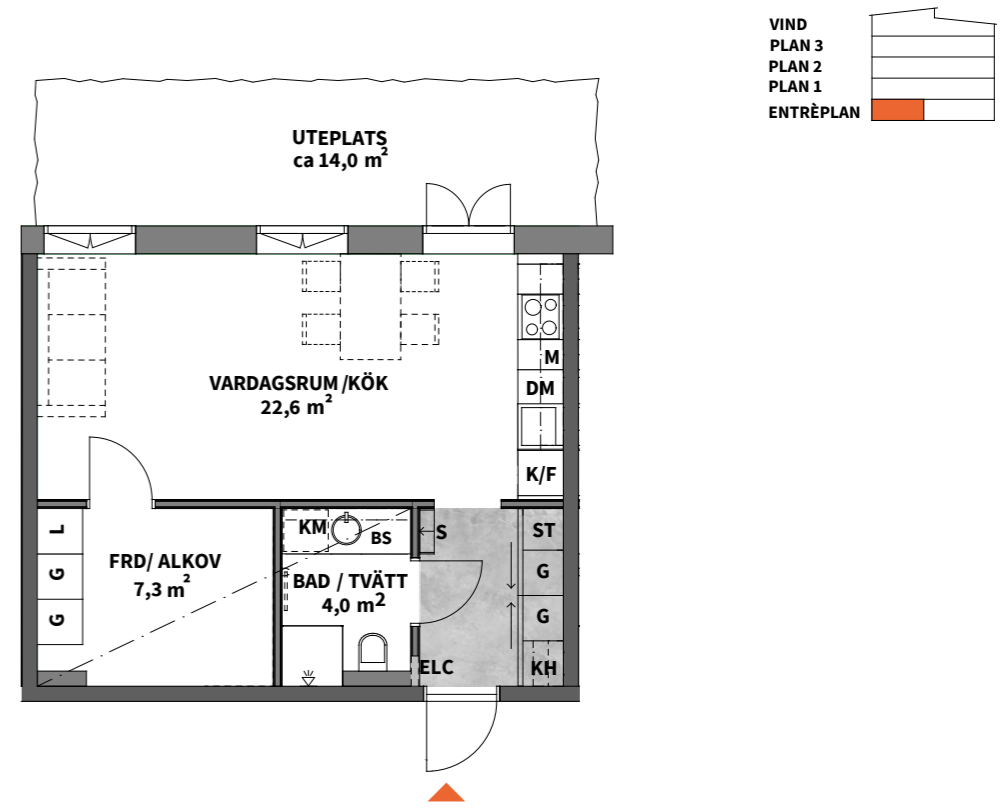 VIND
PLAN 3
PLAN 2
PLAN 1
ENTRÈPLAN
UTEPLATS
ca 14,0 m²
VARDAGSRUM/KÖK
22,6 m²
M
DM
K/F
L
G
G
FRD/ ALKOV
7,3 m²
KM
BS
BAD / TVÄTT
4,0 m²
S
ST
G
G
KH
ELC